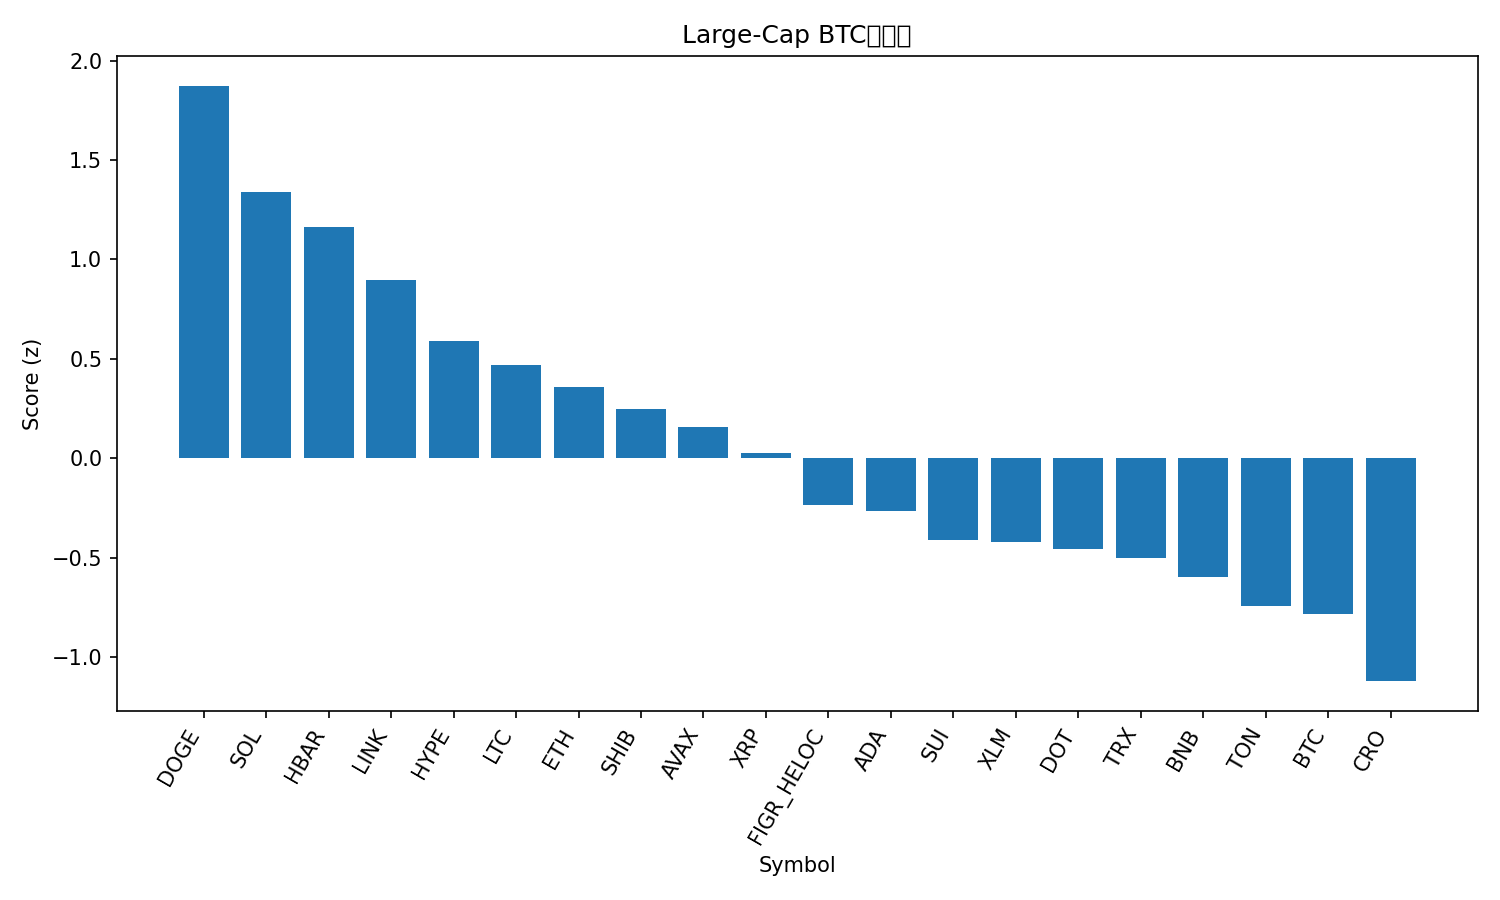 Large-Cap BTC
2.0
1.5
1.0
0.5
0.0
−0.5
−1.0
Score (z)
DOGE
SOL
HBAR
LINK
HYPE
LTC
ETH
SHIB
AVAX
XRP
FIGR_HELOC
ADA
SUI
XLM
DOT
TRX
BNB
TON
BTC
CRO
Symbol